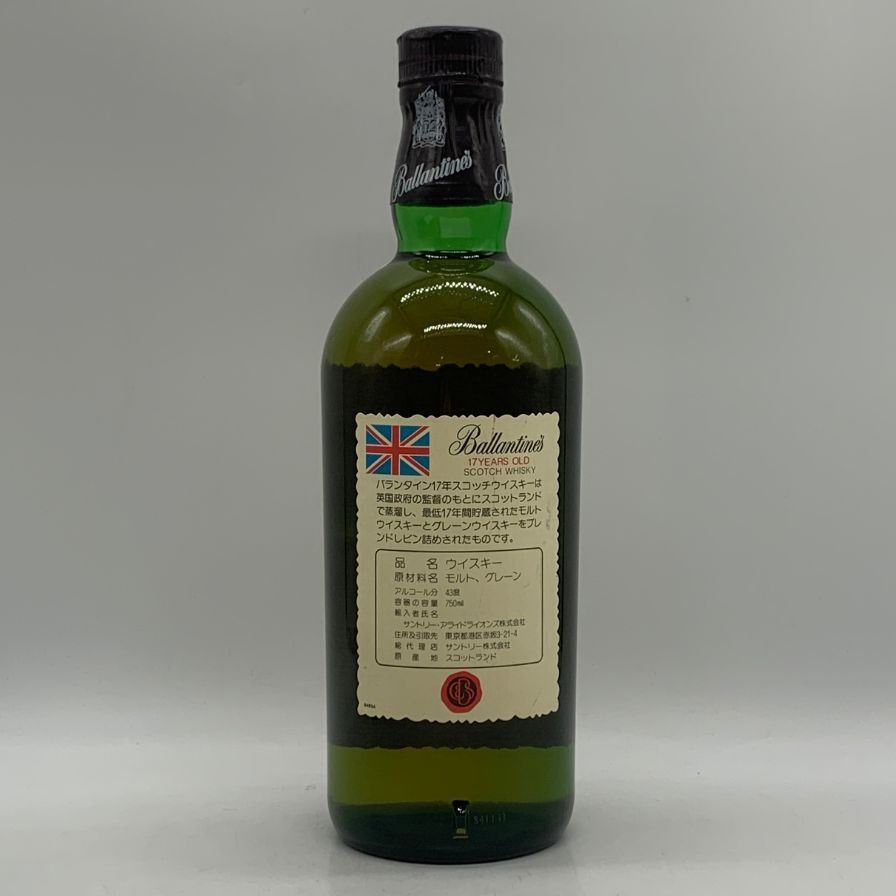 Ballantine's
Ballantine's
17 YEARS OLD
SCOTCH WHISKY
バランタイン17年スコッチウイスキーは
英国政府の監督のもとにスコットランド
で蒸溜し、最低17年間貯蔵されたモルト
ウイスキーとグレーンウイスキーをブレ
ンドしビン詰めされたものです。
品名 ウイスキー
原材料名 モルト、グレーン
アルコール分 43度
容器の容量 750ml
輸入者氏名
サントリー・アライドライオンズ株式会社
住所及引取先 東京都港区赤坂3-21-4
総代理店 サントリー株式会社
原産地 スコットランド